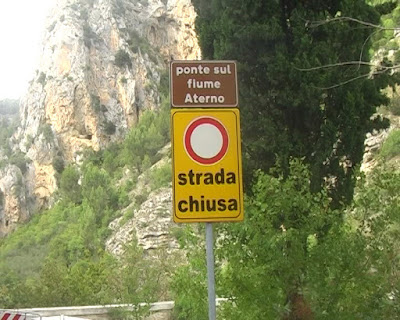 ponte sul
fiume
Aterno
strada
chiusa